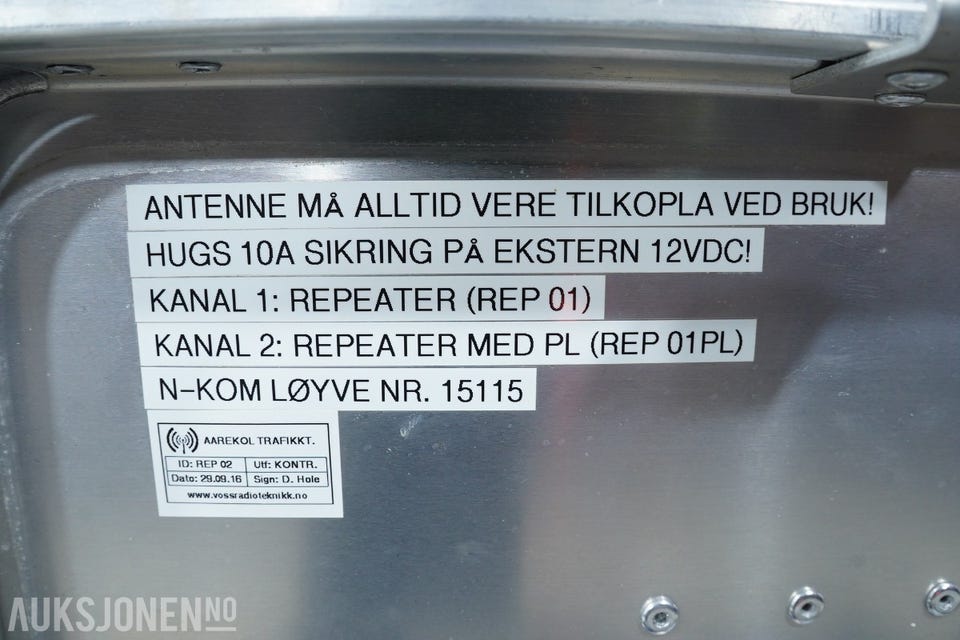 ANTENNE MÅ ALLTID VERE TILKOPLA VED BRUK!
HUGS 10A SIKRING PÅ EKSTERN 12VDC!
KANAL 1: REPEATER (REP 01)
KANAL 2: REPEATER MED PL (REP 01PL)
N-KOM LØYVE NR. 15115
AAREKOL TRAFIKKT.
ID: REP 02 Utf: KONTR.
Dato: 29.09.16 Sign: D. Hole
www.vossradioteknikk.no
AUKSJONEN.NO